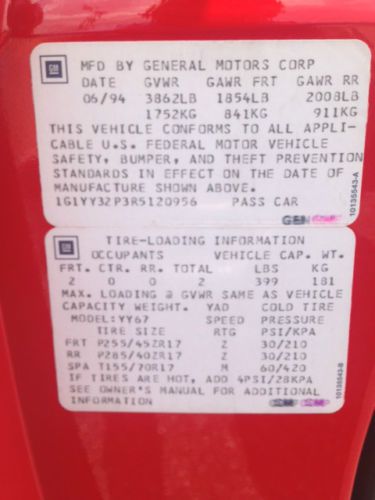 GM
MFD BY GENERAL MOTORS CORP
DATE GVWR GAWR FRT GAWR RR
06/94 3862LB 1854LB 2008LB
1752KG 841KG 911KG
THIS VEHICLE CONFORMS TO ALL APPLI-
CABLE U.S. FEDERAL MOTOR VEHICLE
SAFETY, BUMPER, AND THEFT PREVENTION
STANDARDS IN EFFECT ON THE DATE OF
MANUFACTURE SHOWN ABOVE.
1G1YY32P3R5120956 PASS CAR
10135543-A
GM
TIRE-LOADING INFORMATION
OCCUPANTS VEHICLE CAP. WT.
FRT. CTR. RR. TOTAL LBS KG
2 0 0 2 399 181
MAX. LOADING @ GVWR SAME AS VEHICLE
CAPACITY WEIGHT. YAD COLD TIRE
MODEL:YY67 SPEED PRESSURE
TIRE SIZE RTG PSI/KPA
FRT P255/45ZR17 Z 30/210
RR P285/40ZR17 Z 30/210
SPA T155/70R17 M 60/420
IF TIRES ARE HOT, ADD 4PSI/28KPA
SEE OWNER'S MANUAL FOR ADDITIONAL
INFORMATION
10135543-B